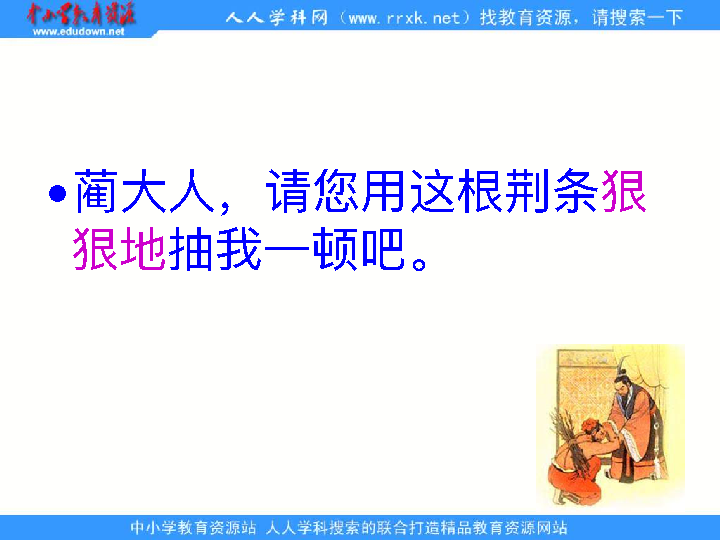 中小学教育资源
www.edudown.net
人人学科网（www.rrxk.net）找教育资源，请搜索一下
•蔺大人，请您用这根荆条狠
狠地抽我一顿吧。
中小学教育资源站 人人学科搜索的联合打造精品教育资源网站